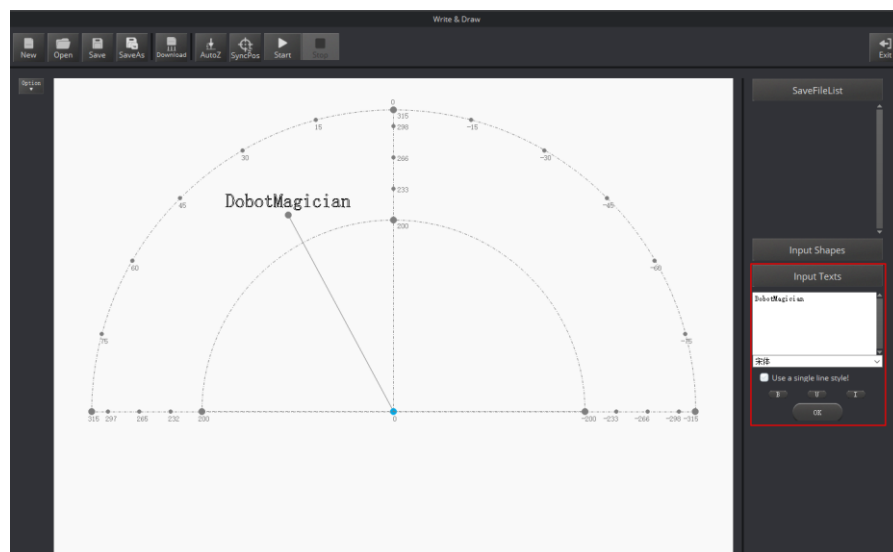 Write & Draw
New Open Save SaveAs Download AutoZ SyncPos Start Stop Exit
Option
SaveFileList
0
315
15 298 -15
30 266 -30
45 233 -45
DobotMagician
200
60 -60
75 -75
315 297 265 232 200 0 -200 -233 -266 -298 -315
Input Shapes
Input Texts
DobotMagician
宋体
Use a single line style!
B U I
OK